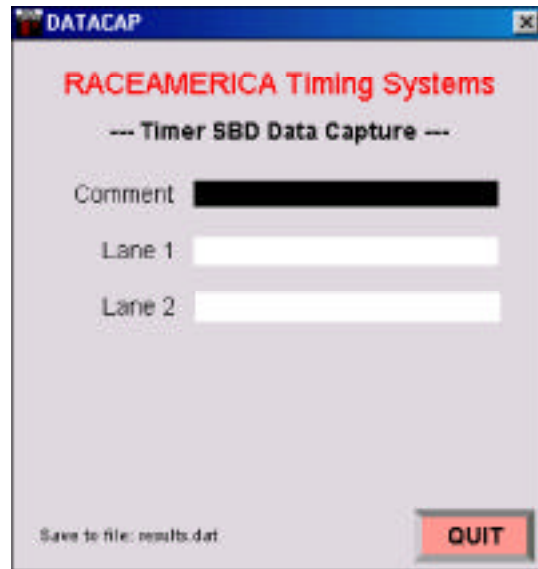 DATACAP
RACEAMERICA Timing Systems
--- Timer SBD Data Capture ---
Comment
Lane 1
Lane 2
Save to file: results.dat
QUIT